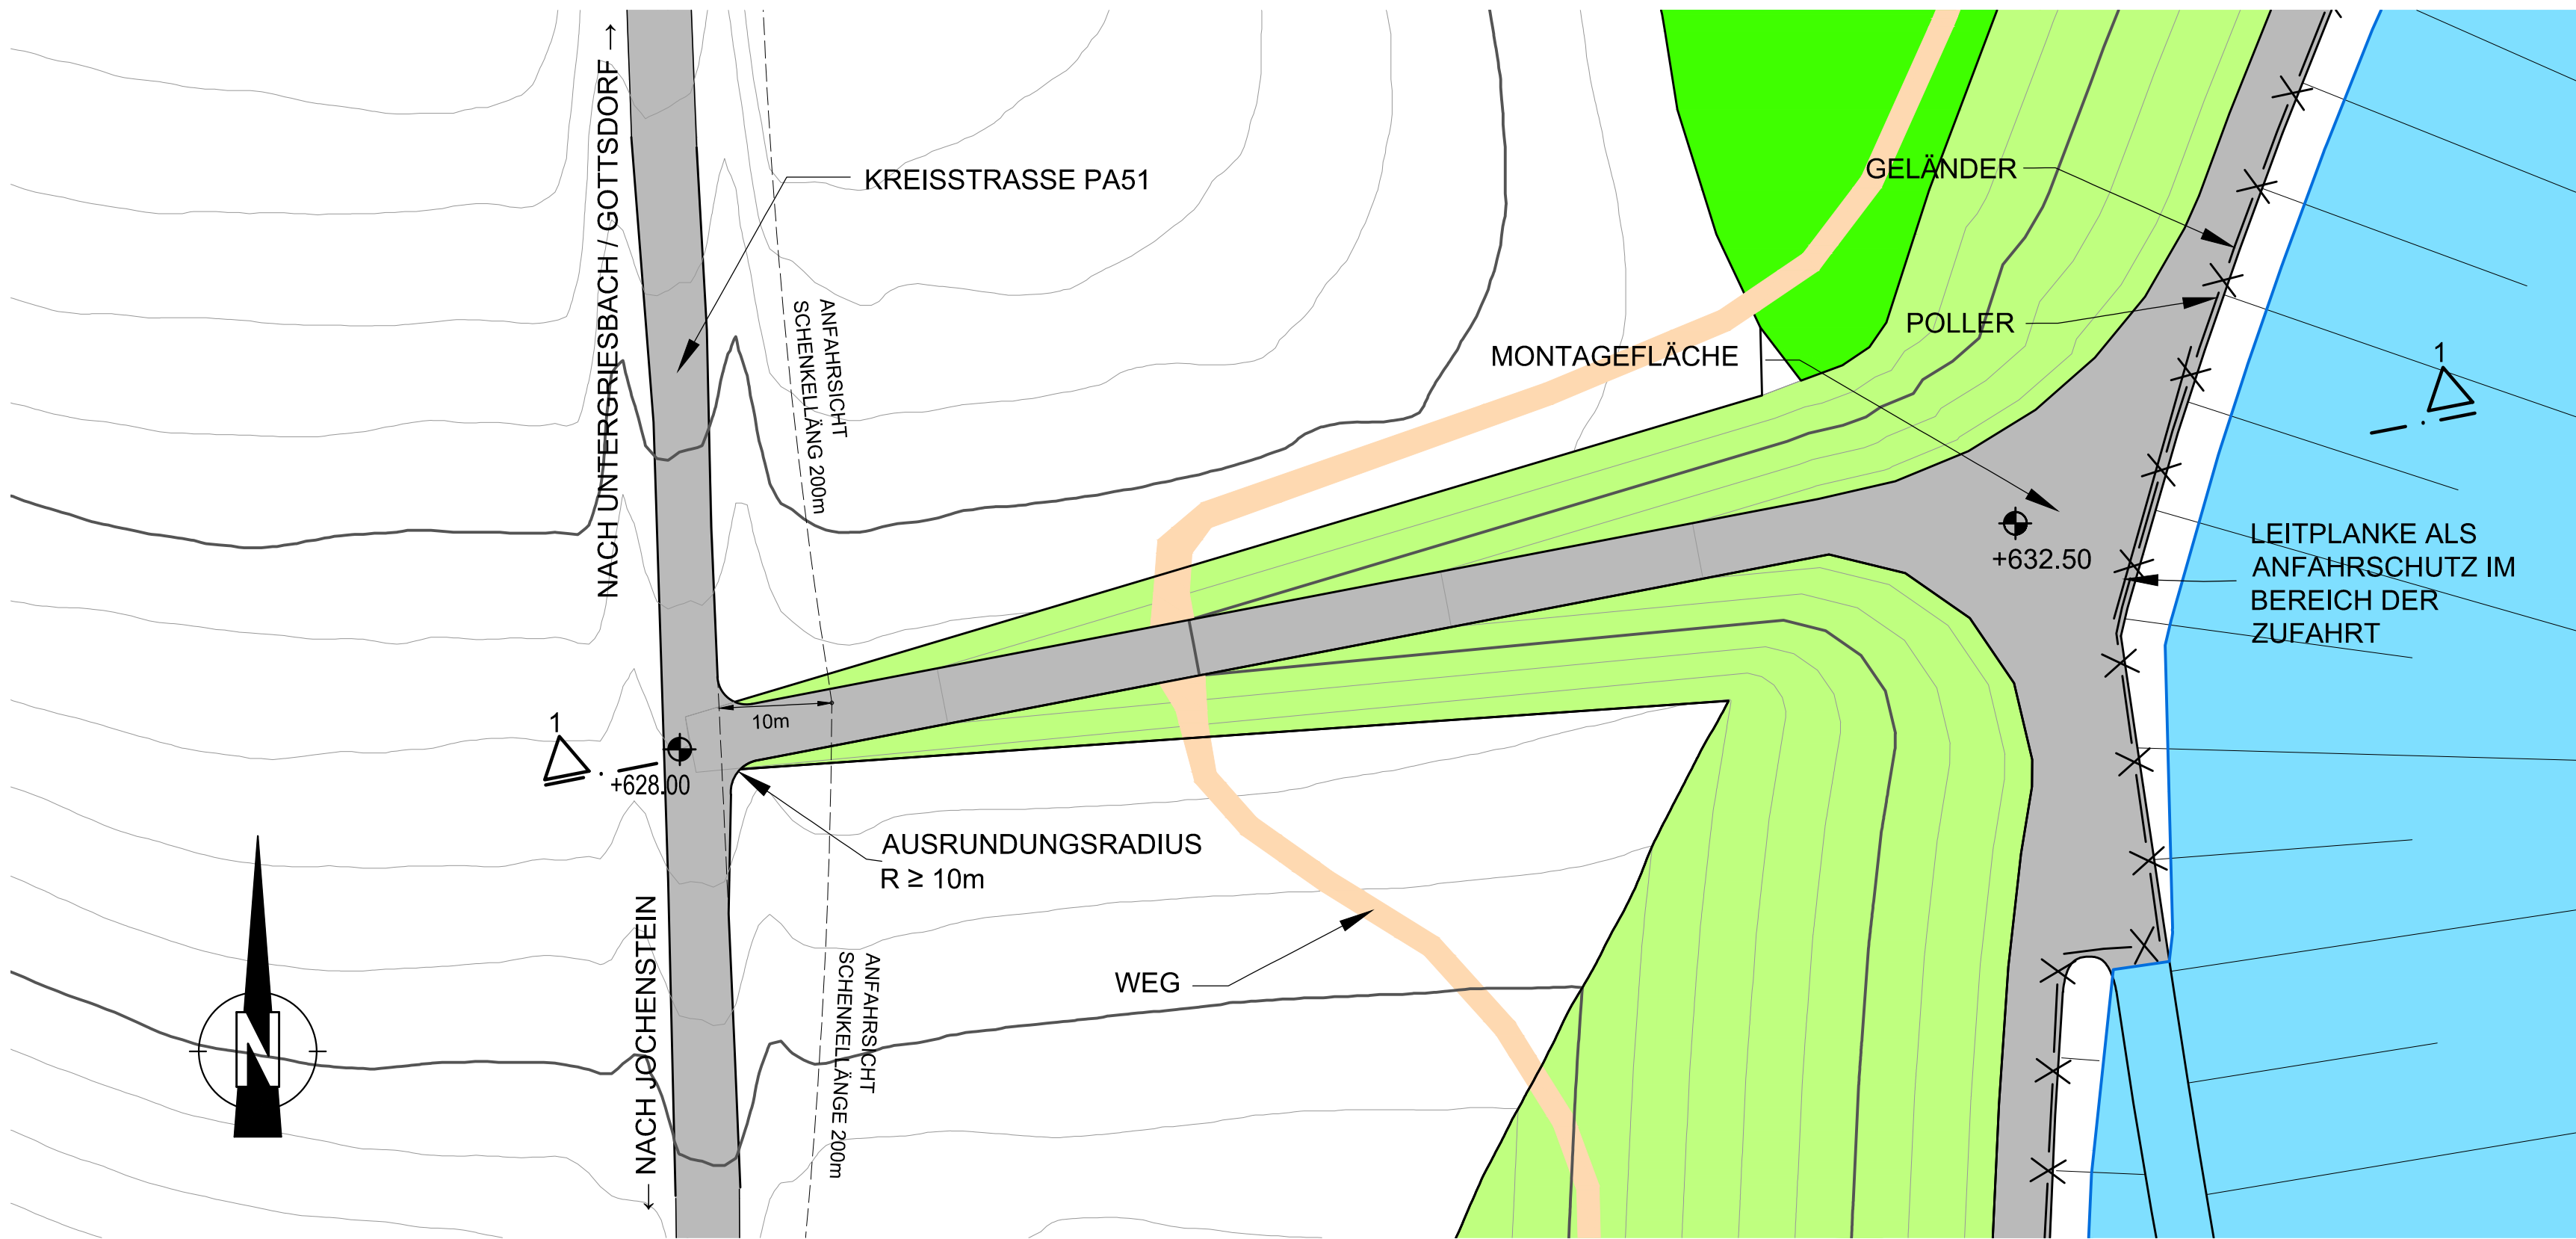 NACH UNTERGRIESBACH / GOTTSDORF →
KREISSTRASSE PA51
ANFAHRSICHT
SCHENKELLÄNG 200m
GELÄNDER
POLLER
MONTAGEFLÄCHE
1
+632.50
LEITPLANKE ALS
ANFAHRSCHUTZ IM
BEREICH DER
ZUFAHRT
10m
1
+628.00
AUSRUNDUNGSRADIUS
R ≥ 10m
← NACH JOCHENSTEIN
ANFAHRSICHT
SCHENKELLÄNGE 200m
WEG
N